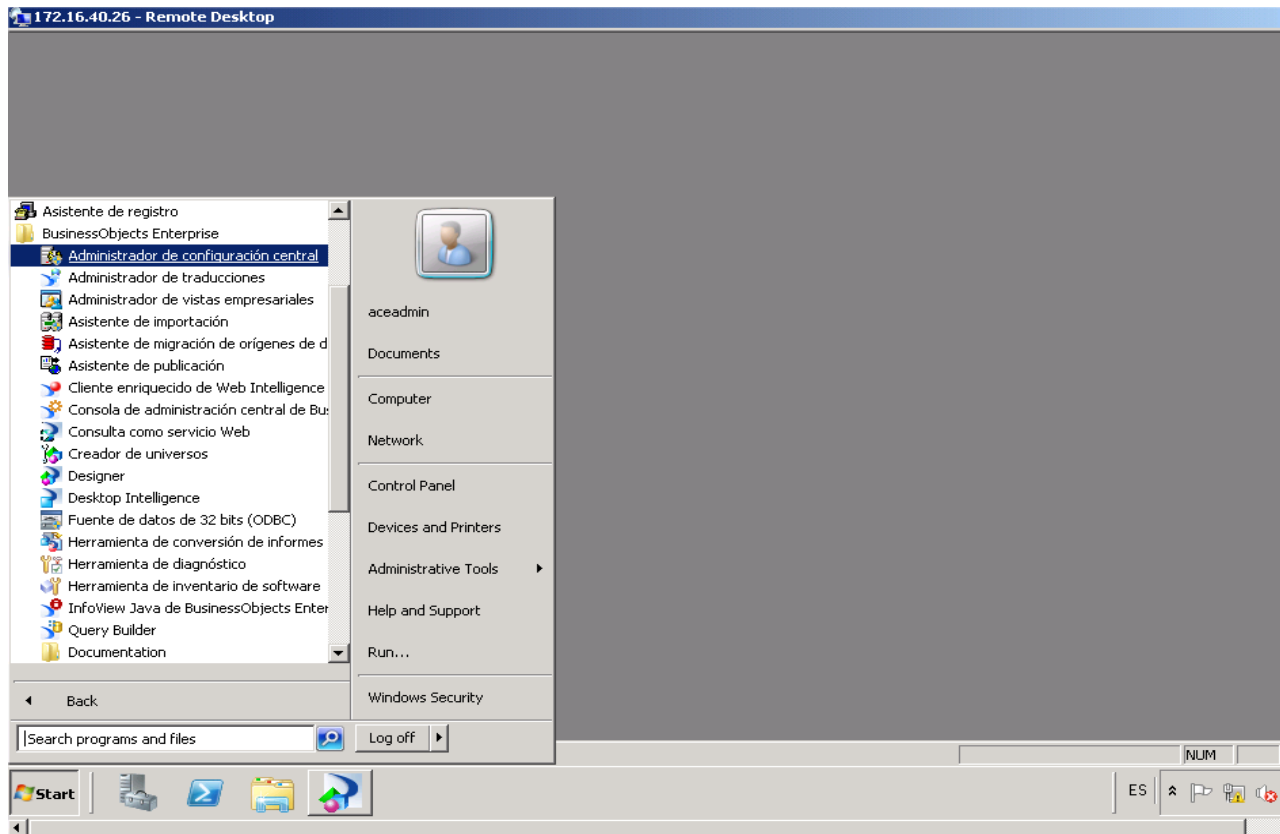 172.16.40.26 - Remote Desktop
Asistente de registro
BusinessObjects Enterprise
Administrador de configuración central
Administrador de traducciones
Administrador de vistas empresariales
Asistente de importación
Asistente de migración de orígenes de d
Asistente de publicación
Cliente enriquecido de Web Intelligence
Consola de administración central de Bu
Consulta como servicio Web
Creador de universos
Designer
Desktop Intelligence
Fuente de datos de 32 bits (ODBC)
Herramienta de conversión de informes
Herramienta de diagnóstico
Herramienta de inventario de software
InfoView Java de BusinessObjects Enter
Query Builder
Documentation
Back
Search programs and files
aceadmin
Documents
Computer
Network
Control Panel
Devices and Printers
Administrative Tools
Help and Support
Run...
Windows Security
Log off
NUM
Start
ES